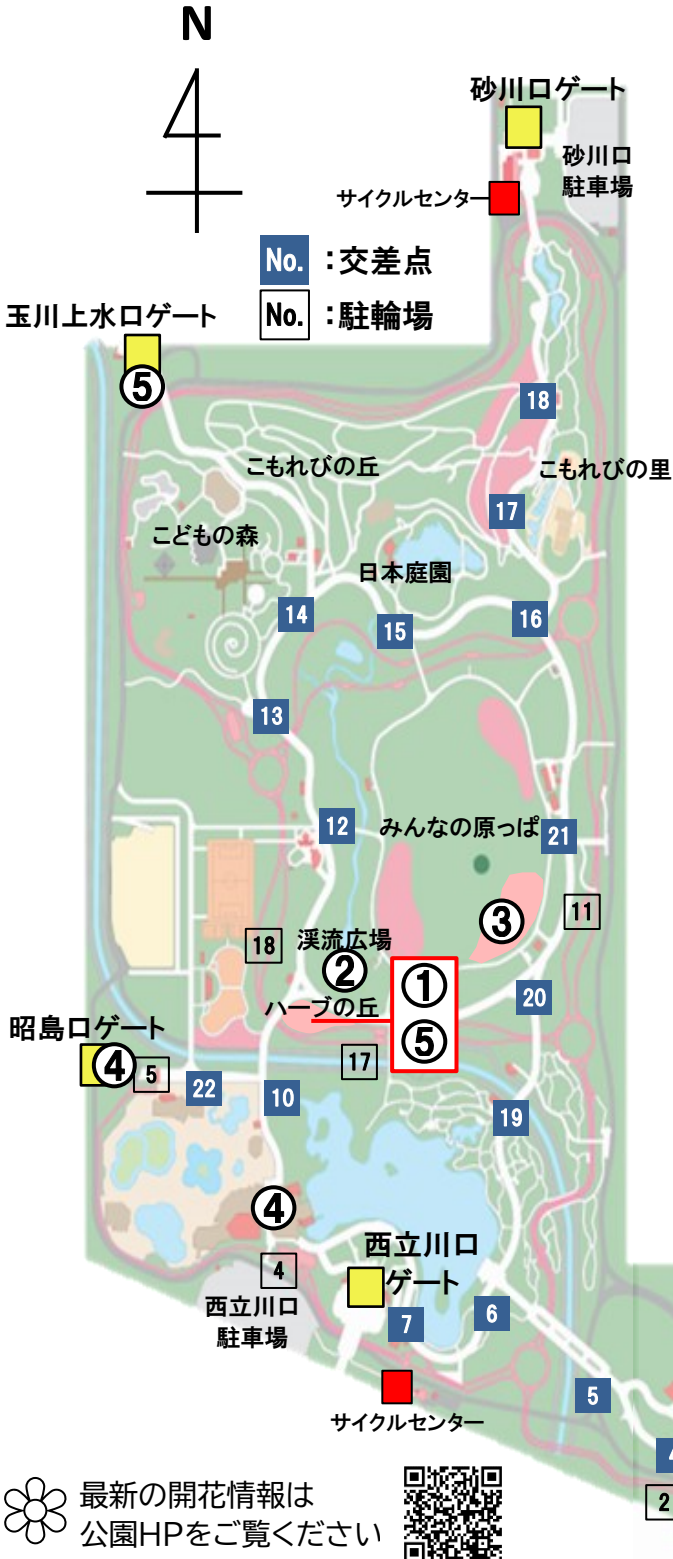 N
砂川口ゲート
砂川口
駐車場
サイクルセンター
No. ：交差点
No. ：駐輪場
玉川上水口ゲート
⑤
18
こもれびの丘
こもれびの里
17
こどもの森
日本庭園
14
15
16
13
12
みんなの原っぱ
21
11
③
18
渓流広場
②
①
⑤
ハーブの丘
20
昭島口ゲート
④
5
17
22
10
19
④
西立川口
ゲート
4
西立川口
駐車場
7
6
5
サイクルセンター
4
2
最新の開花情報は
公園HPをご覧ください